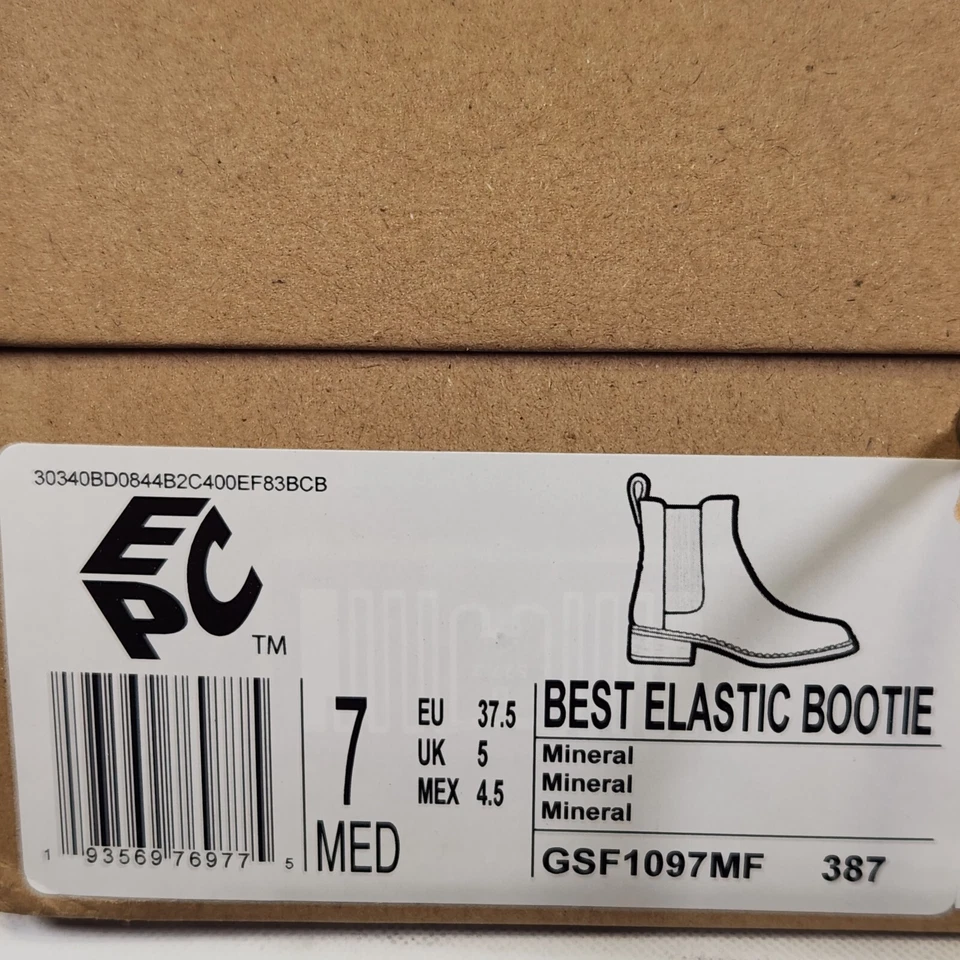 30340BD0844B2C400EF83BCB
EPC
TM
1 93569 76977 5
7
MED
EU 37.5
UK 5
MEX 4.5
BEST ELASTIC BOOTIE
Mineral
Mineral
Mineral
GSF1097MF 387